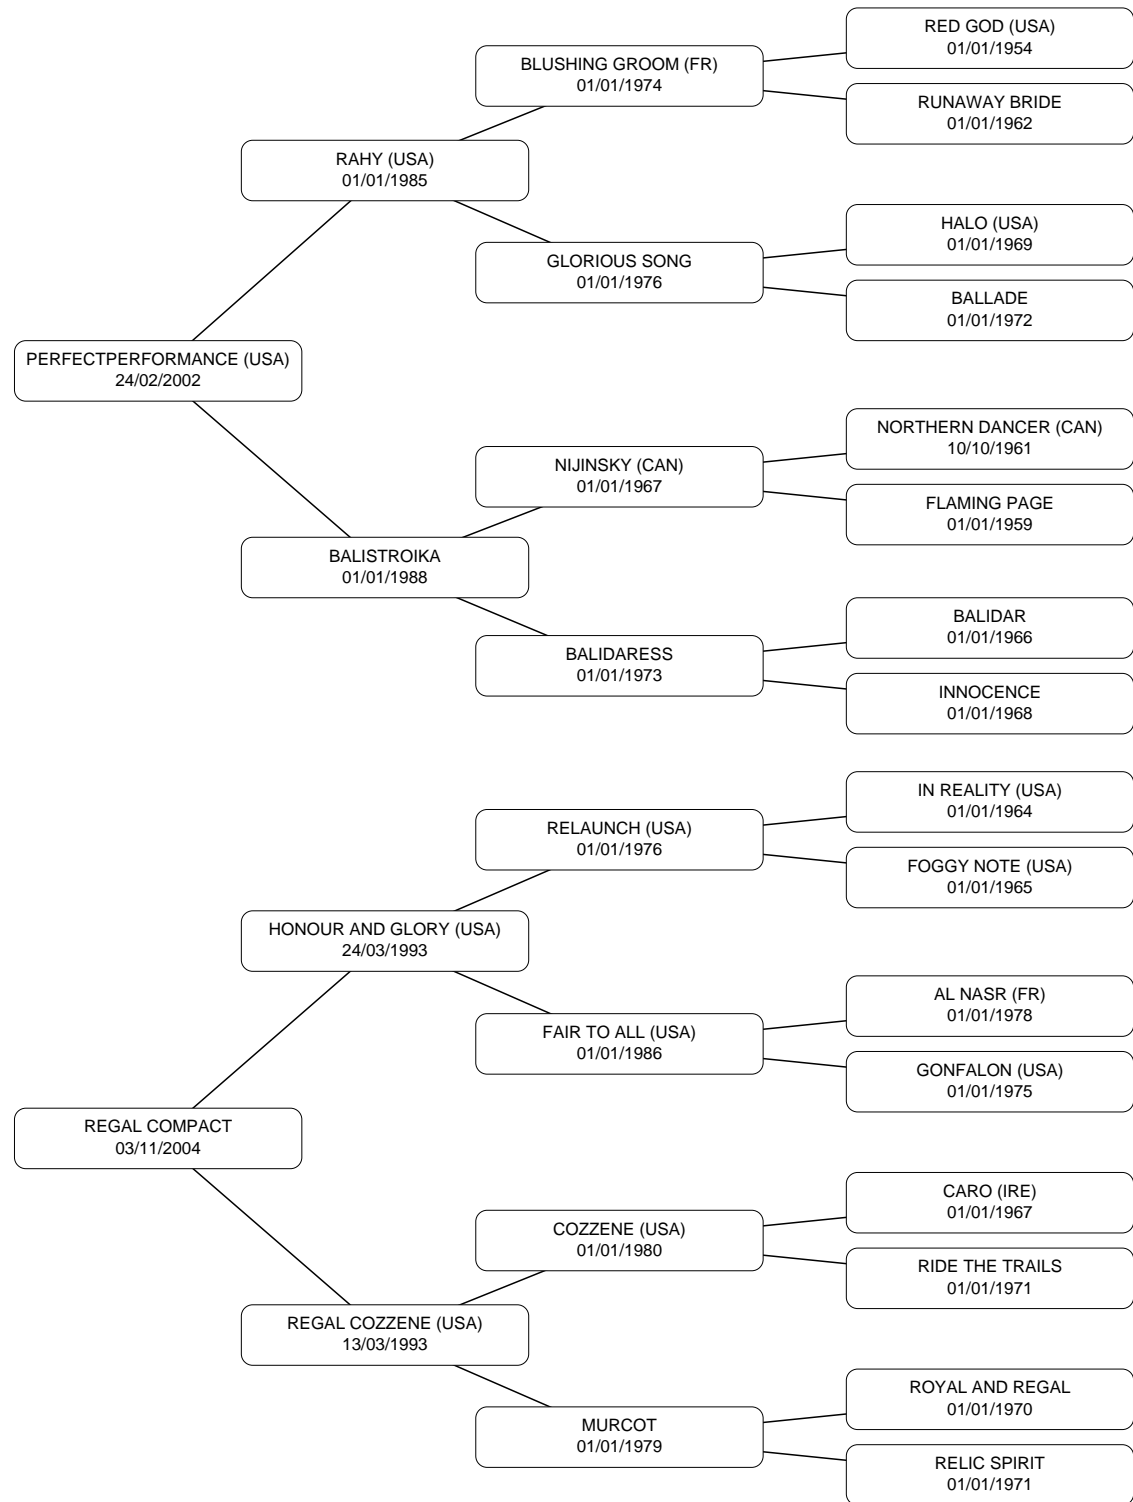 RED GOD (USA)
01/01/1954
BLUSHING GROOM (FR)
01/01/1974
RUNAWAY BRIDE
01/01/1962
RAHY (USA)
01/01/1985
HALO (USA)
01/01/1969
GLORIOUS SONG
01/01/1976
BALLADE
01/01/1972
PERFECTPERFORMANCE (USA)
24/02/2002
NORTHERN DANCER (CAN)
10/10/1961
NIJINSKY (CAN)
01/01/1967
FLAMING PAGE
01/01/1959
BALISTROIKA
01/01/1988
BALIDAR
01/01/1966
BALIDARESS
01/01/1973
INNOCENCE
01/01/1968
IN REALITY (USA)
01/01/1964
RELAUNCH (USA)
01/01/1976
FOGGY NOTE (USA)
01/01/1965
HONOUR AND GLORY (USA)
24/03/1993
AL NASR (FR)
01/01/1978
FAIR TO ALL (USA)
01/01/1986
GONFALON (USA)
01/01/1975
REGAL COMPACT
03/11/2004
CARO (IRE)
01/01/1967
COZZENE (USA)
01/01/1980
RIDE THE TRAILS
01/01/1971
REGAL COZZENE (USA)
13/03/1993
ROYAL AND REGAL
01/01/1970
MURCOT
01/01/1979
RELIC SPIRIT
01/01/1971